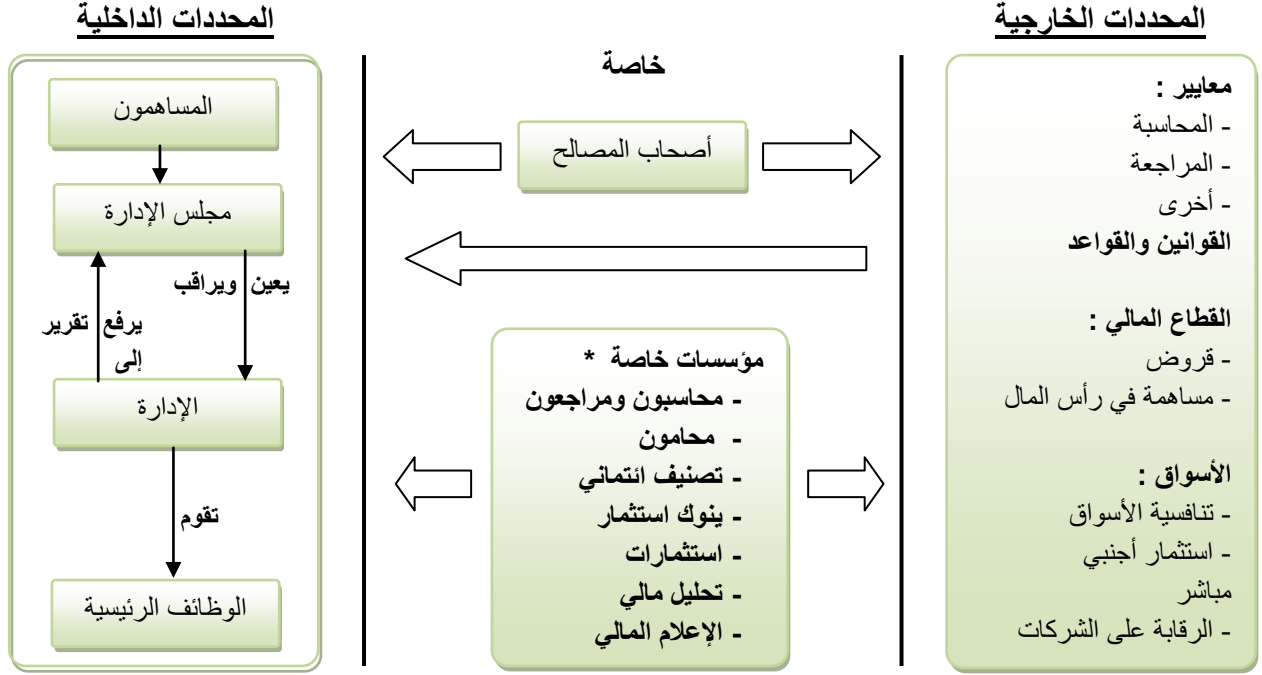 المحددات الخارجية
معايير :
- المحاسبة
- المراجعة
- أخرى
القوانين والقواعد
القطاع المالي :
- قروض
- مساهمة في رأس المال
الأسواق :
- تنافسية الأسواق
- استثمار أجنبي
مباشر
- الرقابة على الشركات
خاصة
أصحاب المصالح
مؤسسات خاصة *
- محاسبون ومراجعون
- محامون
- تصنيف ائتماني
- ينوك استثمار
- استثمارات
- تحليل مالي
- الإعلام المالي
المحددات الداخلية
المساهمون
مجلس الإدارة
يعين ويراقب
يرفع تقرير
إلى
الإدارة
تقوم
الوظائف الرئيسية